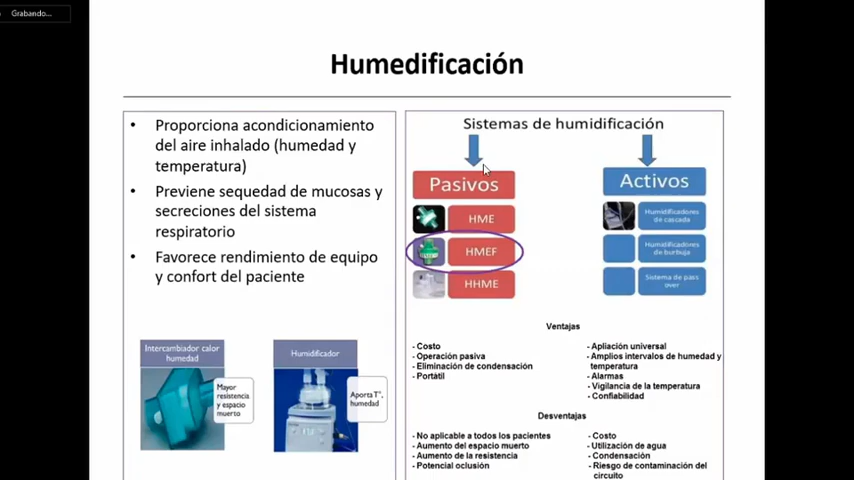 Grabando...
Humedificación
• Proporciona acondicionamiento
del aire inhalado (humedad y
temperatura)
• Previene sequedad de mucosas y
secreciones del sistema
respiratorio
• Favorece rendimiento de equipo
y confort del paciente
Intercambiador calor
humedad
Mayor
resistencia
y espacio
muerto
Humidificador
Aporta T°,
humedad
Sistemas de humidificación
Pasivos
HME
HMEF
HHME
Activos
Humidificadores
de cascada
Humidificadores
de burbuja
Sistema de pass
over
Ventajas
- Costo
- Operación pasiva
- Eliminación de condensación
- Portátil
- Apliación universal
- Amplios intervalos de humedad y
temperatura
- Alarmas
- Vigilancia de la temperatura
- Confiabilidad
Desventajas
- No aplicable a todos los pacientes
- Aumento del espacio muerto
- Aumento de la resistencia
- Potencial oclusión
- Costo
- Utilización de agua
- Condensación
- Riesgo de contaminación del
circuito